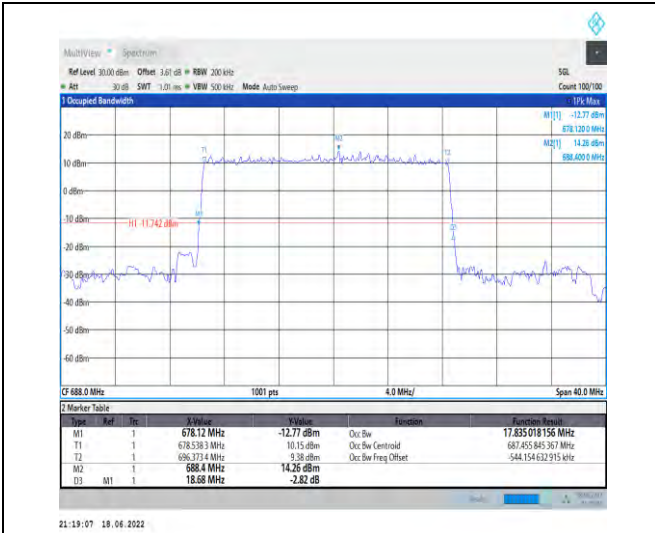 MultiView Spectrum
Ref Level 30.00 dBm Offset 3.61 dB RBW 200 kHz SGL
Att 30 dB SWT 1.01 ms VBW 500 kHz Mode Auto Sweep Count 100/100
1 Occupied Bandwidth 1Pk Max
M1[1] -12.77 dBm
678.1200 MHz
M2[1] 14.26 dBm
688.4000 MHz
20 dBm
M2
T1
T2
10 dBm
0 dBm
-10 dBm
M1
H1 -11.742 dBm
D3
-20 dBm
-30 dBm
-40 dBm
-50 dBm
-60 dBm
CF 688.0 MHz 1001 pts 4.0 MHz/ Span 40.0 MHz
2 Marker Table
Type Ref Trc X-Value Y-Value Function Function Result
M1 1 678.12 MHz -12.77 dBm Occ Bw 17.835 018 156 MHz
T1 1 678.538 3 MHz 10.15 dBm Occ Bw Centroid 687.455 845 367 MHz
T2 1 696.373 4 MHz 9.38 dBm Occ Bw Freq Offset -544.154 632 915 kHz
M2 1 688.4 MHz 14.26 dBm
D3 M1 1 18.68 MHz -2.82 dB
21:19:07 18.06.2022